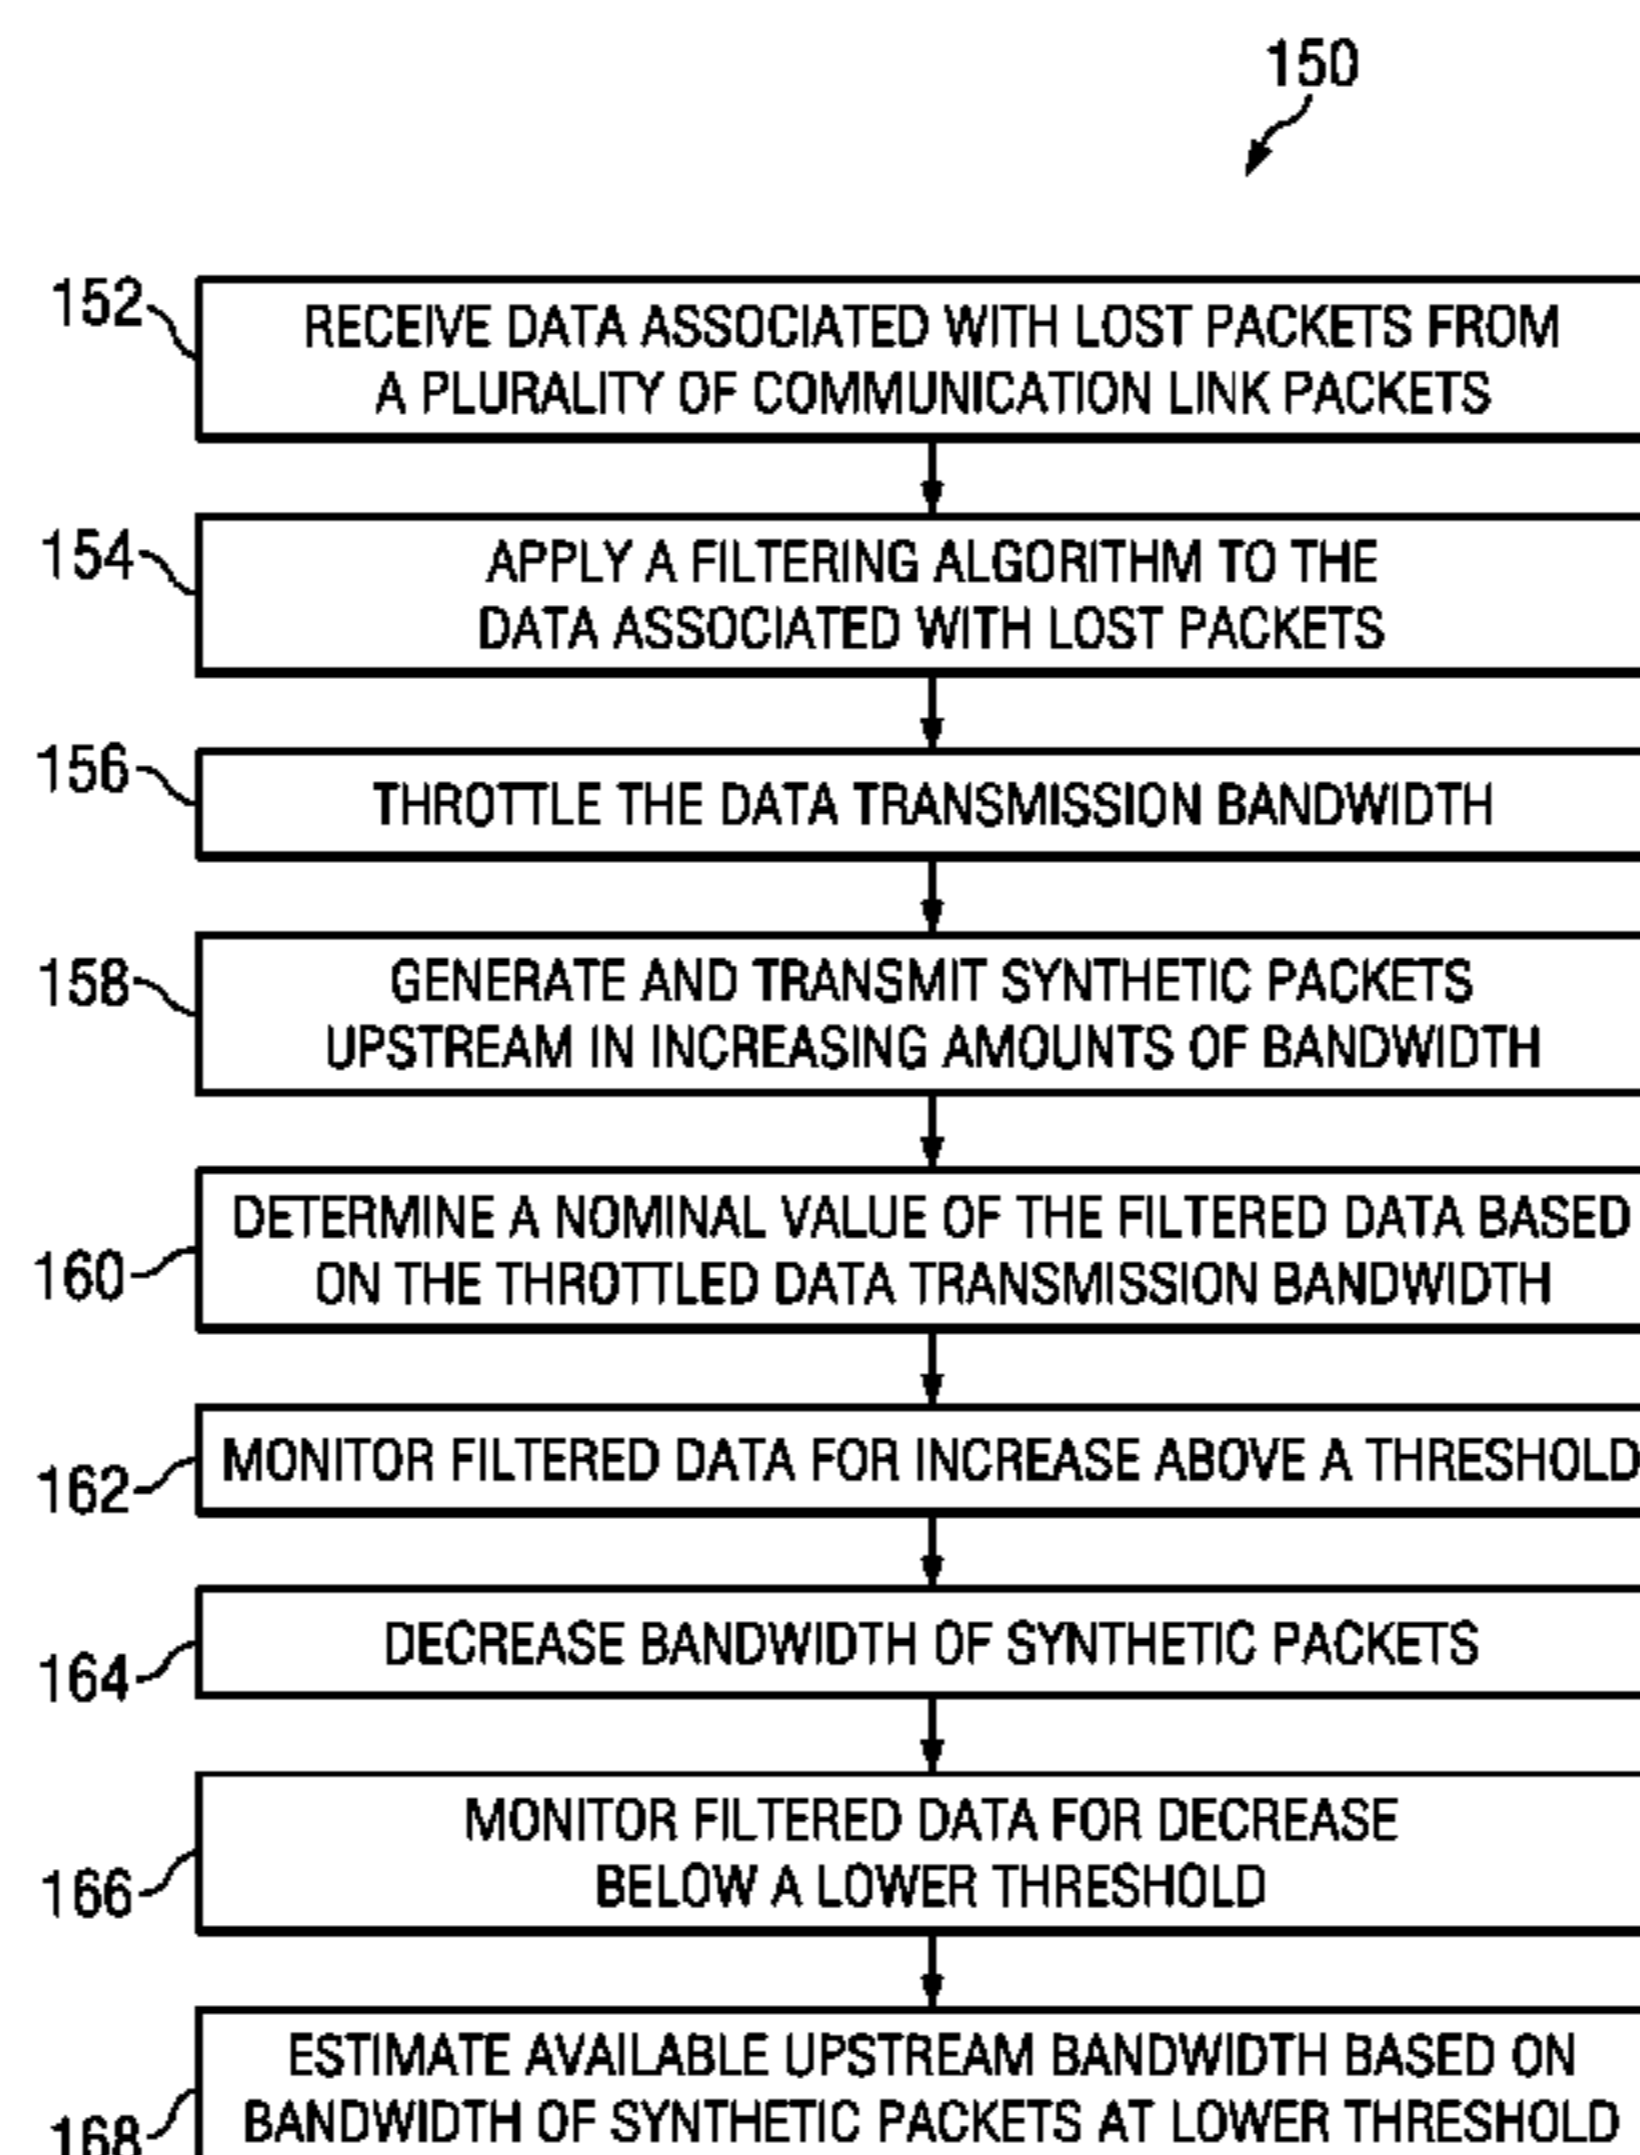 150
152
RECEIVE DATA ASSOCIATED WITH LOST PACKETS FROM
A PLURALITY OF COMMUNICATION LINK PACKETS
154
APPLY A FILTERING ALGORITHM TO THE
DATA ASSOCIATED WITH LOST PACKETS
156
THROTTLE THE DATA TRANSMISSION BANDWIDTH
158
GENERATE AND TRANSMIT SYNTHETIC PACKETS
UPSTREAM IN INCREASING AMOUNTS OF BANDWIDTH
160
DETERMINE A NOMINAL VALUE OF THE FILTERED DATA BASED
ON THE THROTTLED DATA TRANSMISSION BANDWIDTH
162
MONITOR FILTERED DATA FOR INCREASE ABOVE A THRESHOLD
164
DECREASE BANDWIDTH OF SYNTHETIC PACKETS
166
MONITOR FILTERED DATA FOR DECREASE
BELOW A LOWER THRESHOLD
168
ESTIMATE AVAILABLE UPSTREAM BANDWIDTH BASED ON
BANDWIDTH OF SYNTHETIC PACKETS AT LOWER THRESHOLD